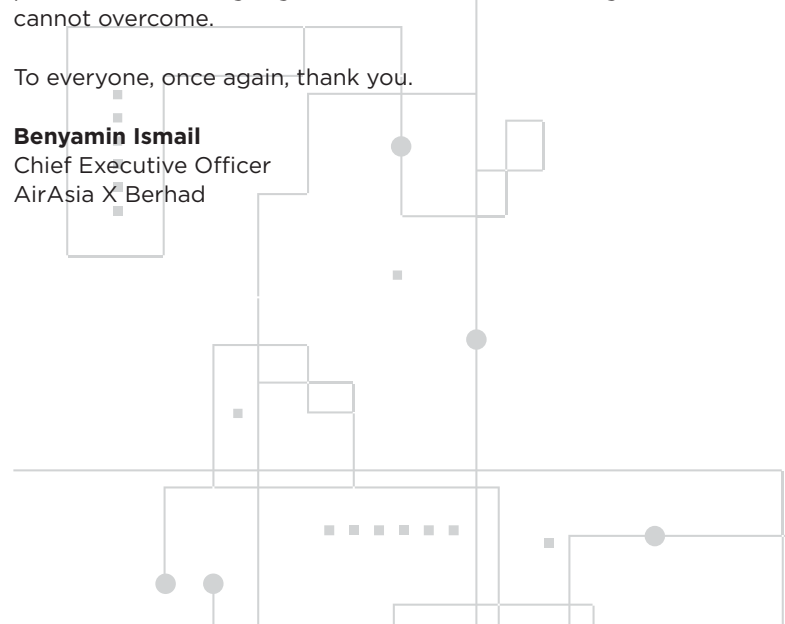 cannot overcome.
To everyone, once again, thank you.
Benyamin Ismail
Chief Executive Officer
AirAsia X Berhad